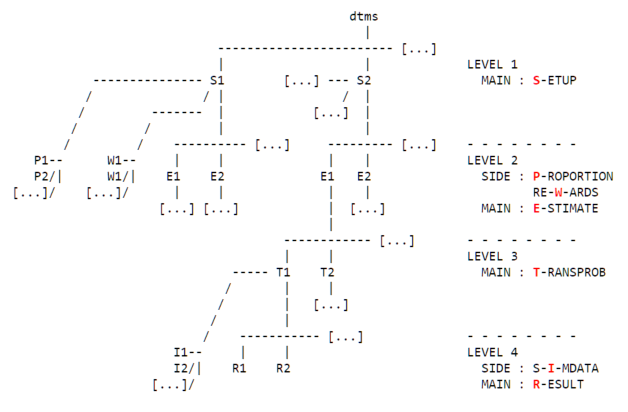 dtms
[...]
LEVEL 1
S1 [...] S2 MAIN : S-ETUP
[...]
[...] [...]
P1 W1 LEVEL 2
P2 W1 E1 E2 E1 E2 SIDE : P-ROPORTION
[...] [...] RE-W-ARDS
[...] [...] [...] MAIN : E-STIMATE
[...]
LEVEL 3
T1 T2 MAIN : T-RANSPROB
[...]
[...]
I1 LEVEL 4
I2 R1 R2 SIDE : S-I-MDATA
[...] MAIN : R-ESULT